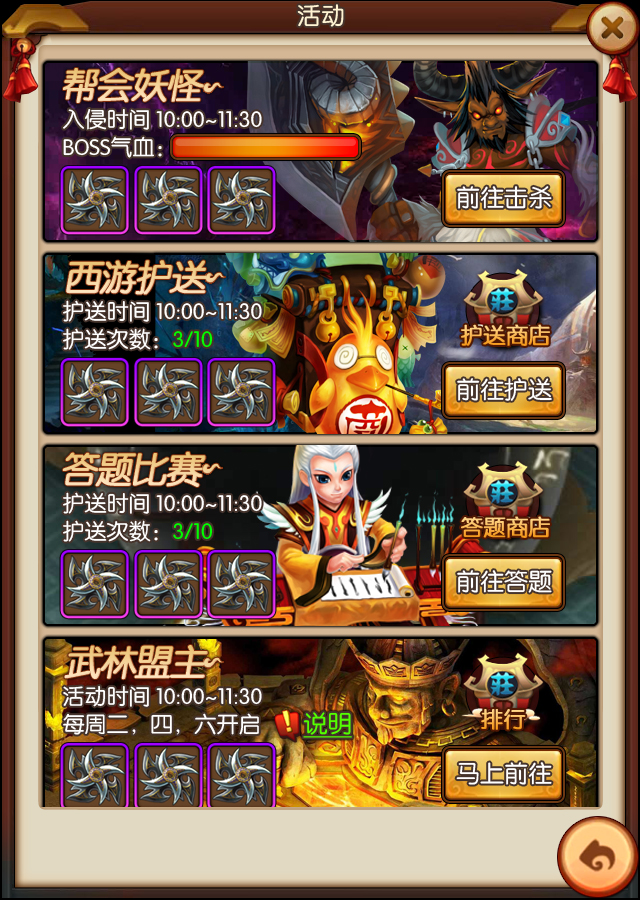 活动
帮会妖怪
入侵时间 10:00~11:30
BOSS气血：
前往击杀
西游护送
护送时间 10:00~11:30
护送次数：3/10
莊
护送商店
前往护送
西
答题比赛
护送时间 10:00~11:30
护送次数：3/10
莊
答题商店
前往答题
武林盟主
活动时间 10:00~11:30
每周二，四，六开启
说明
莊
排行
马上前往